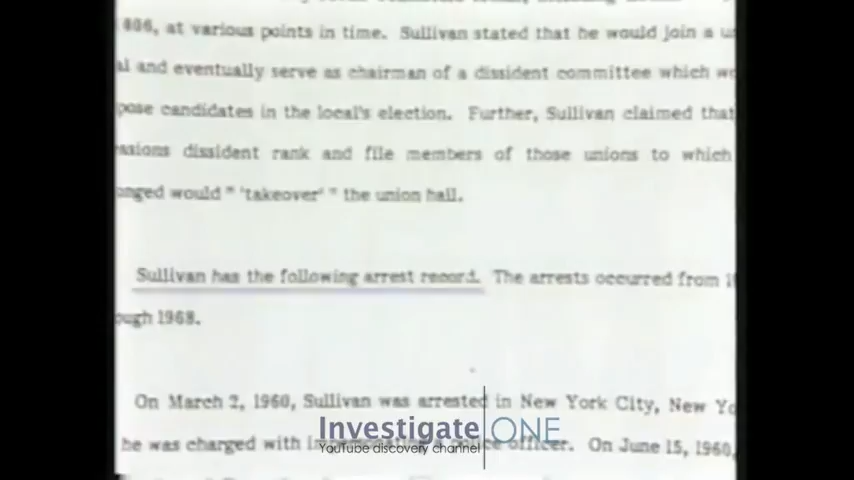 806, at various points in time. Sullivan stated that he would join a
and eventually serve as chairman of a dissident committee which
pose candidates in the local's election. Further, Sullivan claimed that
dissident rank and file members of those unions to which
onged would " 'takeover' " the union hall.
Sullivan has the following arrest record. The arrests occurred from
ough 1968.
On March 2, 1960, Sullivan was arrested in New York City, New
he was charged with officer. On June 15, 1960,
Investigate ONE
YouTube discovery channel